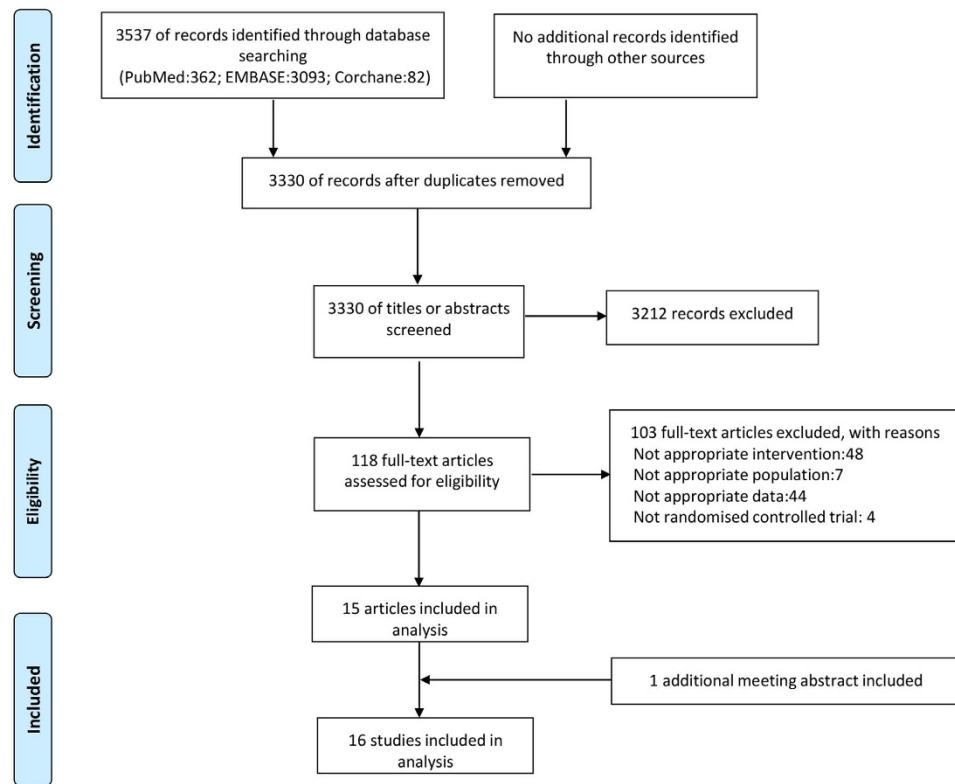 Identification
3537 of records identified through database
searching
(PubMed:362; EMBASE:3093; Corchane:82)
No additional records identified
through other sources
3330 of records after duplicates removed
Screening
3330 of titles or abstracts
screened
3212 records excluded
Eligibility
118 full-text articles
assessed for eligibility
103 full-text articles excluded, with reasons
Not appropriate intervention:48
Not appropriate population:7
Not appropriate data:44
Not randomised controlled trial: 4
Included
15 articles included in
analysis
1 additional meeting abstract included
16 studies included in
analysis